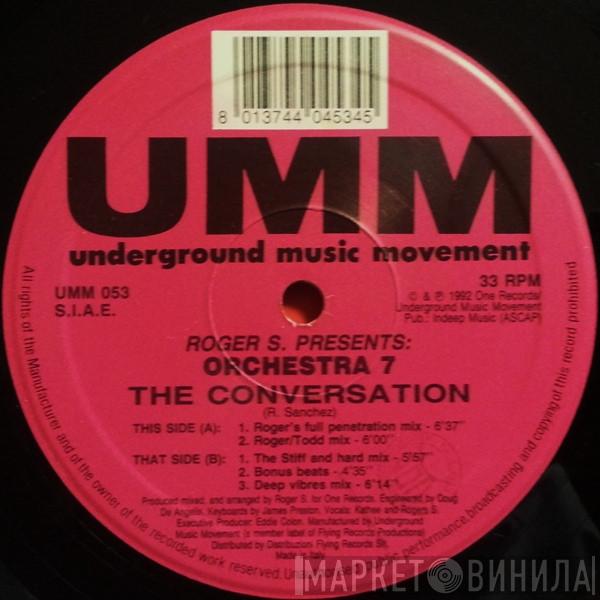 8 013744 045345
UMM
underground music movement
UMM 053
S.I.A.E.
33 RPM
© & ℗ 1992 One Records/
Underground Music Movement
Pub.: Indeep Music (ASCAP)
ROGER S. PRESENTS:
ORCHESTRA 7
THE CONVERSATION
(R. Sanchez)
THIS SIDE (A): 1. Roger's full penetration mix - 6'37''
2. Roger/Todd mix - 6'00''
THAT SIDE (B): 1. The Stiff and hard mix - 5'57''
2. Bonus beats - 4'35''
3. Deep vibres mix - 6'14''
Produced mixed, and arranged by Roger S. for One Records. Engineered by Doug
De Angelis. Keyboards by James Preston. Vocals: Kathee and Rogers S.
Executive Producer: Eddie Colon. Manufactured by Underground
Music Movement (a member label of Flying Records Productions)
Distributed by Distribution Flying Records SRL
Made in Italy
All rights of the Manufacturer and of the owner of the recorded work reserved. performance, broadcasting and copying of this record prohibited
МАРКЕТ ВИНИЛА